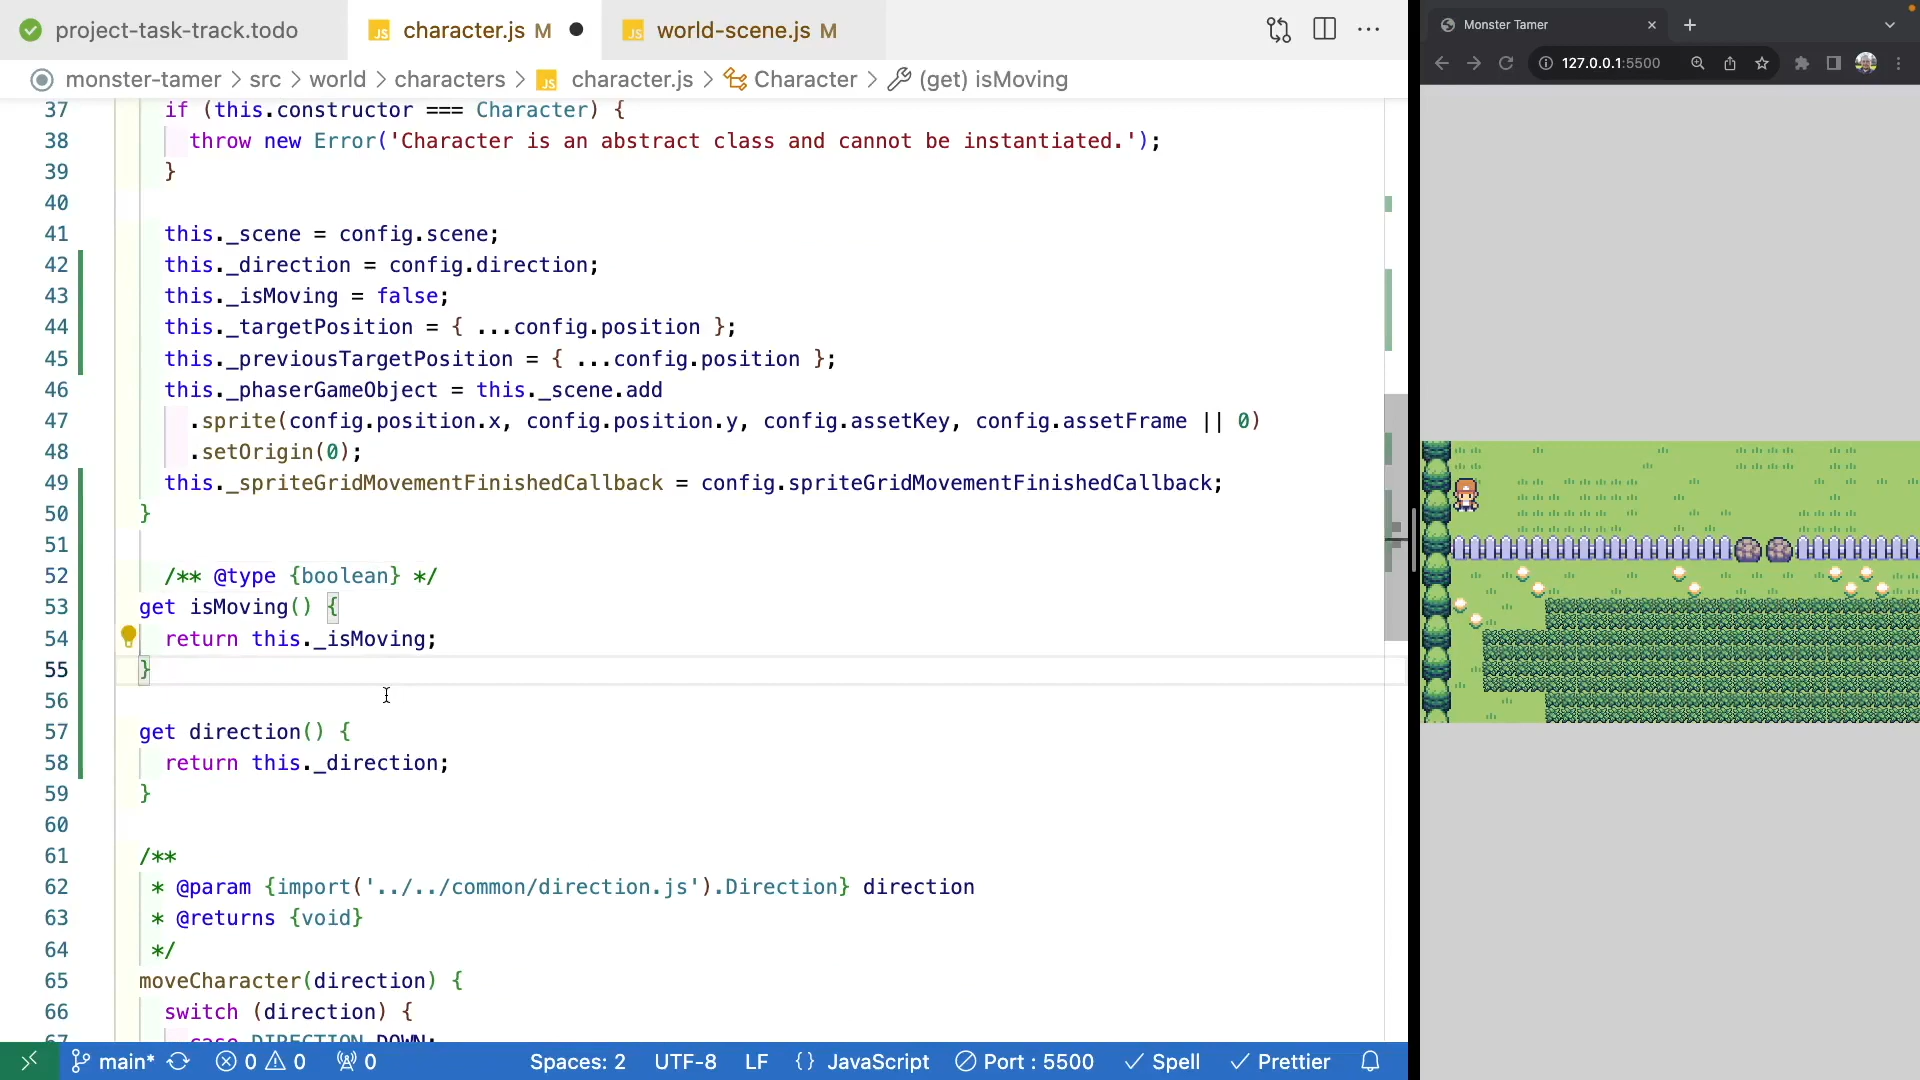 project-task-track.todo
JS character.js M
JS world-scene.js M
Monster Tamer
127.0.0.1:5500
monster-tamer > src > world > characters > JS character.js > Character > (get) isMoving
37 if (this.constructor === Character) {
38 throw new Error('Character is an abstract class and cannot be instantiated.');
39 }
40
41 this._scene = config.scene;
42 this._direction = config.direction;
43 this._isMoving = false;
44 this._targetPosition = { ...config.position };
45 this._previousTargetPosition = { ...config.position };
46 this._phaserGameObject = this._scene.add
47 .sprite(config.position.x, config.position.y, config.assetKey, config.assetFrame || 0)
48 .setOrigin(0);
49 this._spriteGridMovementFinishedCallback = config.spriteGridMovementFinishedCallback;
50 }
51
52 /** @type {boolean} */
53 get isMoving() {
54 return this._isMoving;
55 }
56
57 get direction() {
58 return this._direction;
59 }
60
61 /**
62 * @param {import('../../common/direction.js').Direction} direction
63 * @returns {void}
64 */
65 moveCharacter(direction) {
66 switch (direction) {
67 case DIRECTION.DOWN:
main* 0 0 0 Spaces: 2 UTF-8 LF {} JavaScript Port : 5500 Spell Prettier